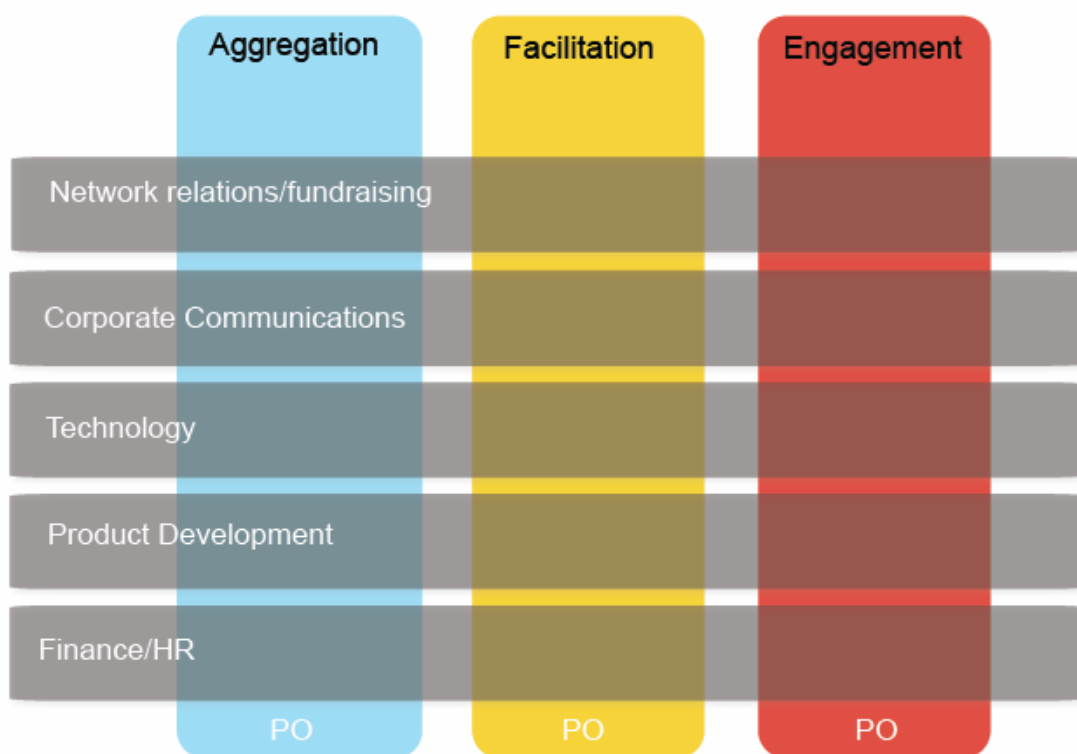 Aggregation
Facilitation
Engagement
Network relations/fundraising
Corporate Communications
Technology
Product Development
Finance/HR
PO
PO
PO